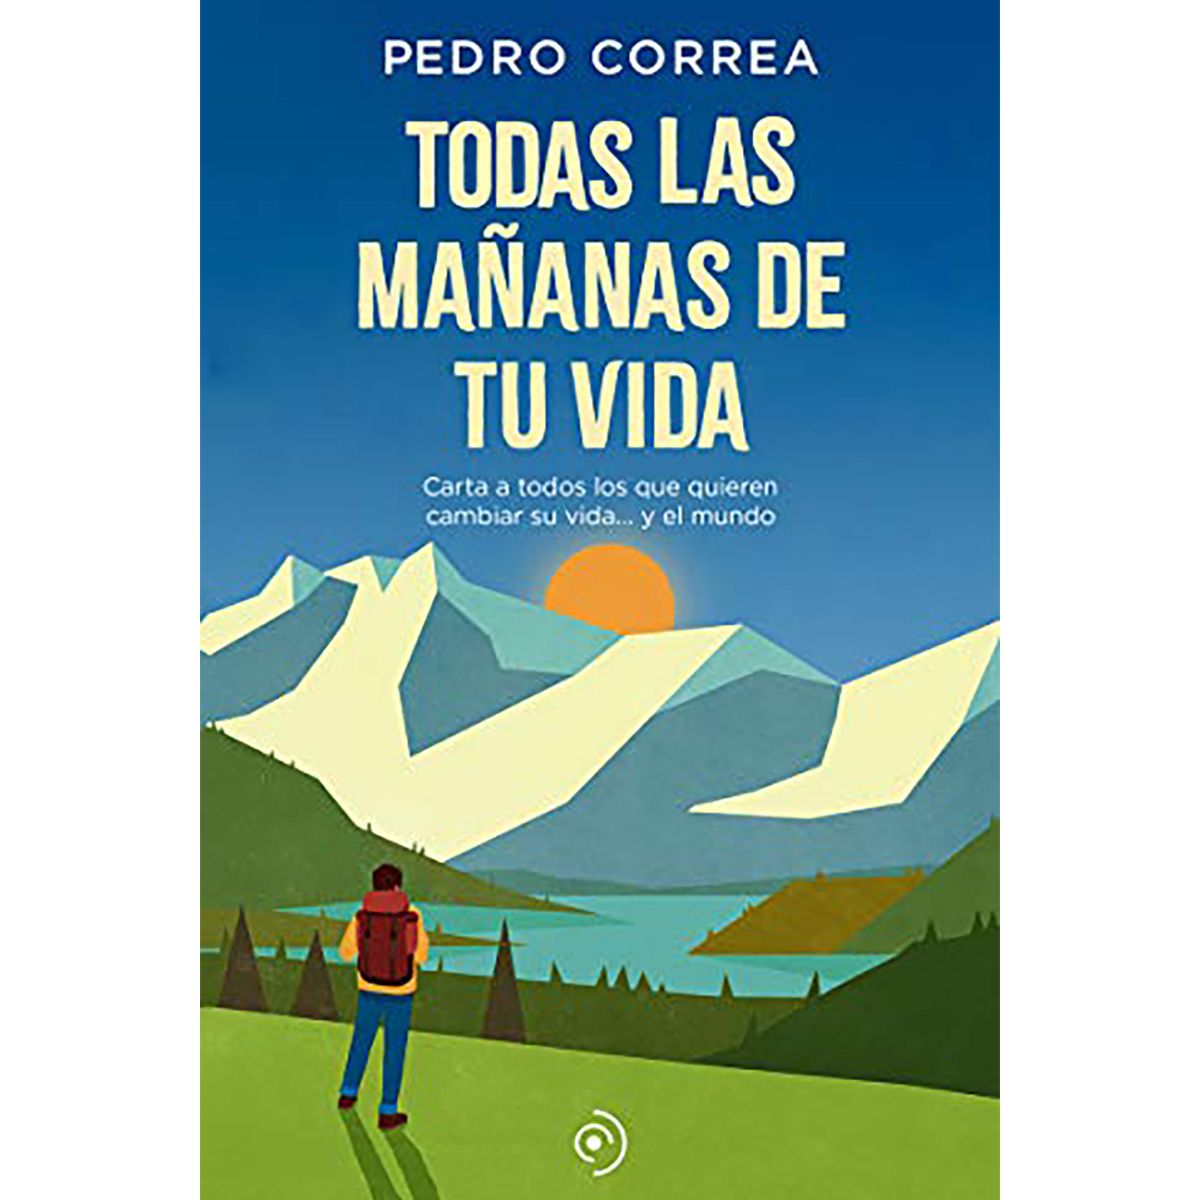 PEDRO CORREA
TODAS LAS
MAÑANAS DE
TU VIDA
Carta a todos los que quieren
cambiar su vida... y el mundo